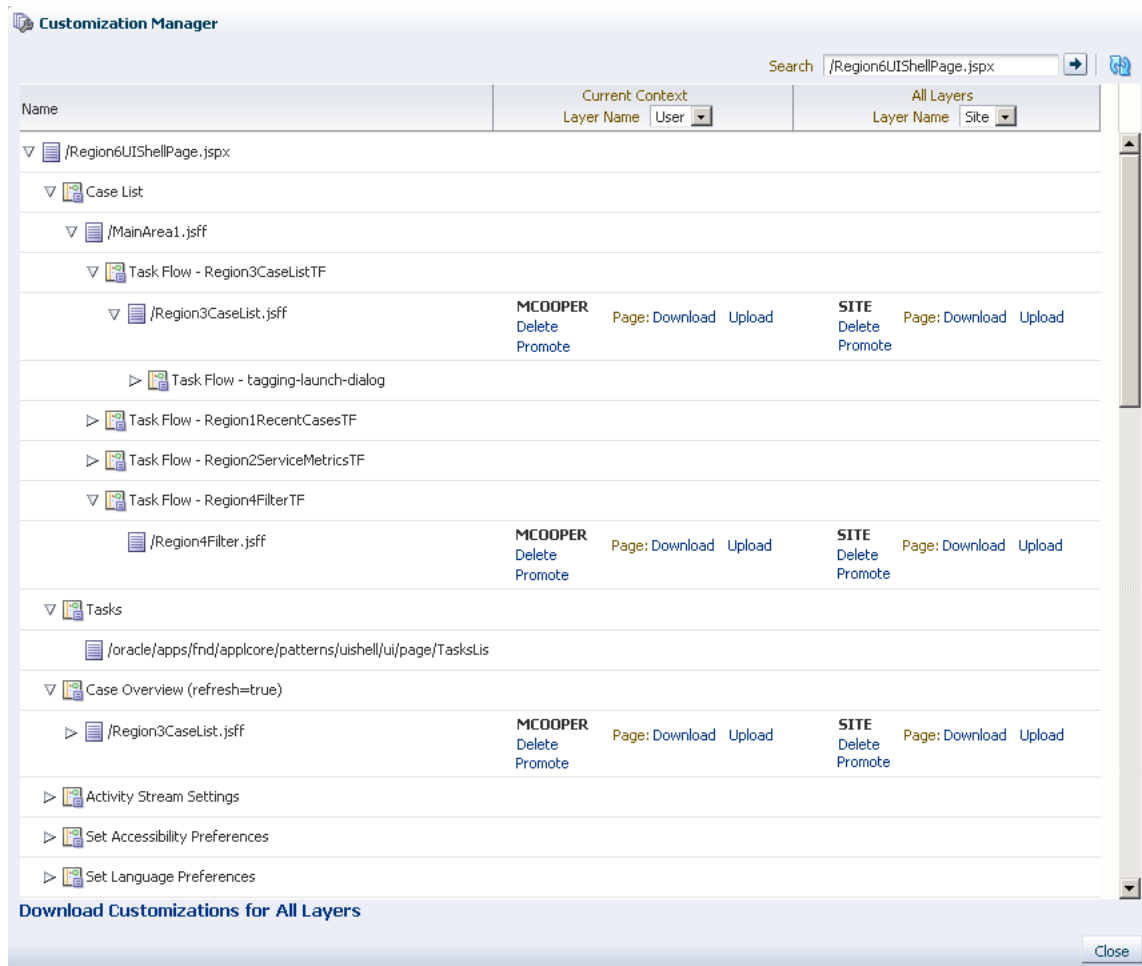 Customization Manager
Search /Region6UIShellPage.jspx
Name
Current Context
Layer Name User
All Layers
Layer Name Site
/Region6UIShellPage.jspx
Case List
/MainArea1.jsff
Task Flow - Region3CaseListTF
/Region3CaseList.jsff
MCOOPER
Delete
Promote
Page: Download Upload
SITE
Delete
Promote
Page: Download Upload
Task Flow - tagging-launch-dialog
Task Flow - Region1RecentCasesTF
Task Flow - Region2ServiceMetricsTF
Task Flow - Region4FilterTF
/Region4Filter.jsff
MCOOPER
Delete
Promote
Page: Download Upload
SITE
Delete
Promote
Page: Download Upload
Tasks
/oracle/apps/fnd/applcore/patterns/uishell/ui/page/TasksLis
Case Overview (refresh=true)
/Region3CaseList.jsff
MCOOPER
Delete
Promote
Page: Download Upload
SITE
Delete
Promote
Page: Download Upload
Activity Stream Settings
Set Accessibility Preferences
Set Language Preferences
Download Customizations for All Layers
Close